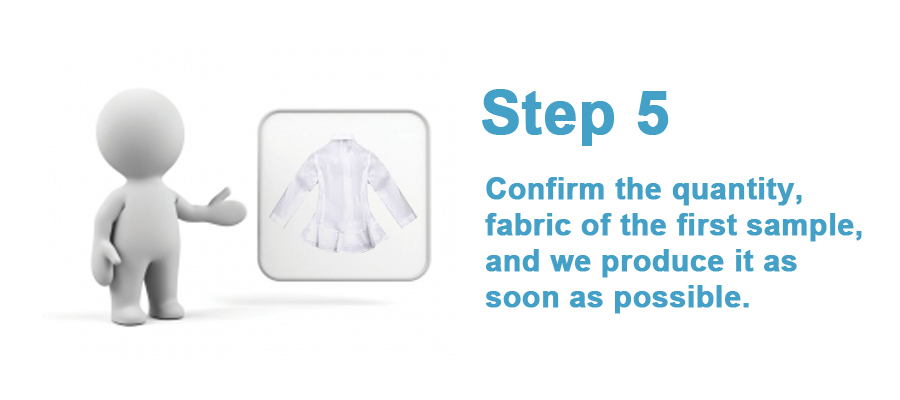 Step 5
Confirm the quantity,
fabric of the first sample,
and we produce it as
soon as possible.